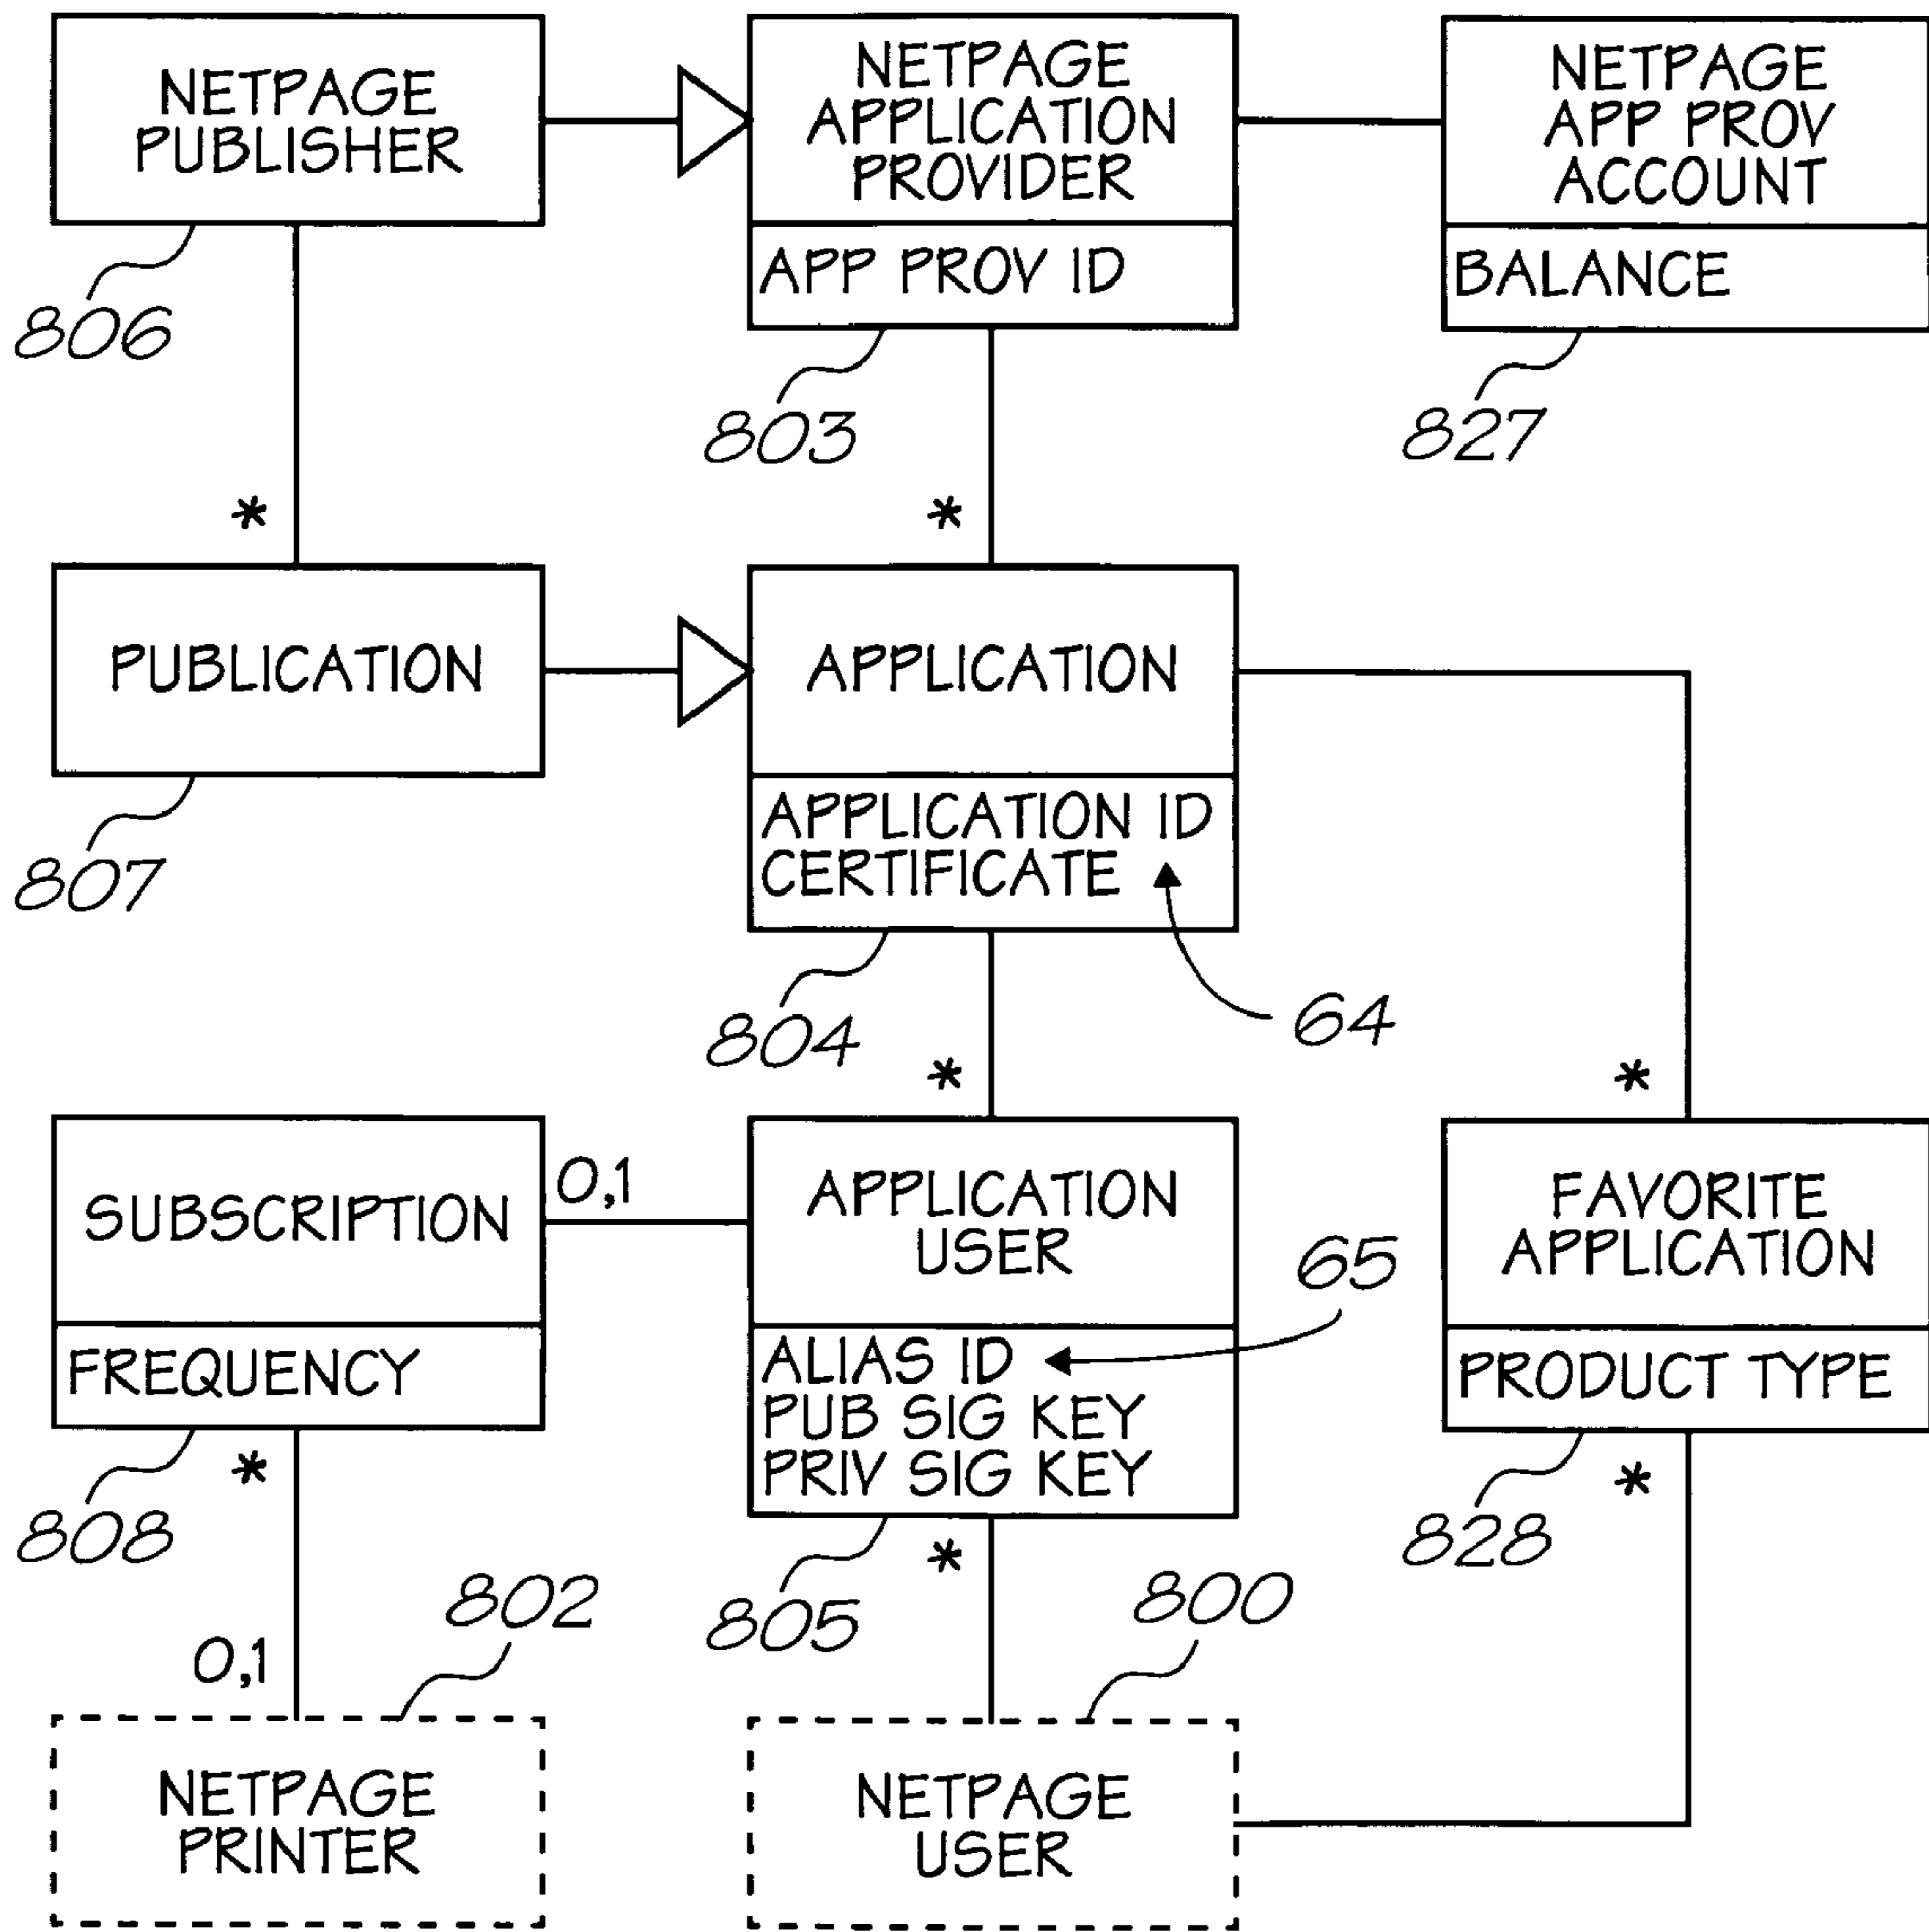 NETPAGE
PUBLISHER
806
NETPAGE
APPLICATION
PROVIDER
APP PROV ID
803
NETPAGE
APP PROV
ACCOUNT
BALANCE
827
*
*
PUBLICATION
807
APPLICATION
APPLICATION ID
CERTIFICATE
64
804
*
*
SUBSCRIPTION
FREQUENCY
0,1
808
*
APPLICATION
USER
ALIAS ID
PUB SIG KEY
PRIV SIG KEY
65
805
*
FAVORITE
APPLICATION
PRODUCT TYPE
828
*
802
0,1
800
NETPAGE
PRINTER
NETPAGE
USER